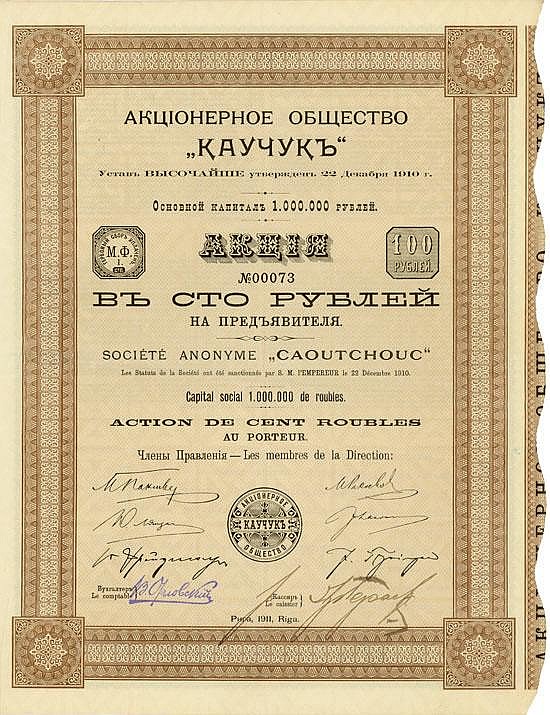 АКЦІОНЕРНОЕ ОБЩЕСТВО
„КАУЧУКЪ“
Уставъ ВЫСОЧАЙШЕ утвержденъ 22 Декабря 1910 г.
Основной капиталъ 1.000.000 рублей.
М.Ф.
1.
АКЦІЯ
100
РУБЛЕЙ.
№00073
ВЪ СТО РУБЛЕЙ
НА ПРЕДЪЯВИТЕЛЯ.
SOCIÉTÉ ANONYME „CAOUTCHOUC“
Les Statuts de la Société ont été sanctionnés par S. M. l'EMPEREUR le 22 Décembre 1910.
Capital social 1.000.000 de roubles.
ACTION DE CENT ROUBLES
AU PORTEUR.
Члены Правленія — Les membres de la Direction:
АКЦІОНЕРНОЕ
КАУЧУКЪ
ОБЩЕСТВО
Бухгалтеръ
Le comptable
Кассиръ
Le caissier
Рига, 1911, Riga.